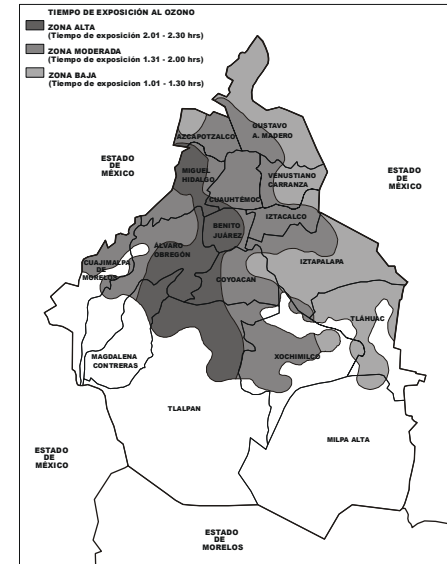 TIEMPO DE EXPOSICIÓN AL OZONO
ZONA ALTA
(Tiempo de exposición 2.01 - 2.30 hrs)
ZONA MODERADA
(Tiempo de exposición 1.31 - 2.00 hrs)
ZONA BAJA
(Tiempo de exposicion 1.01 - 1.30 hrs)
GUSTAVO
A. MADERO
AZCAPOTZALCO
ESTADO
DE
MÉXICO
MIGUEL
HIDALGO
VENUSTIANO
CARRANZA
ESTADO
DE
MÉXICO
CUAUHTÉMOC
IZTACALCO
BENITO
JUÁREZ
ÁLVARO
OBREGÓN
CUAJIMALPA
DE
MORELOS
IZTAPALAPA
COYOACÁN
TLÁHUAC
MAGDALENA
CONTRERAS
XOCHIMILCO
TLALPAN
MILPA ALTA
ESTADO
DE
MÉXICO
ESTADO
DE
MORELOS